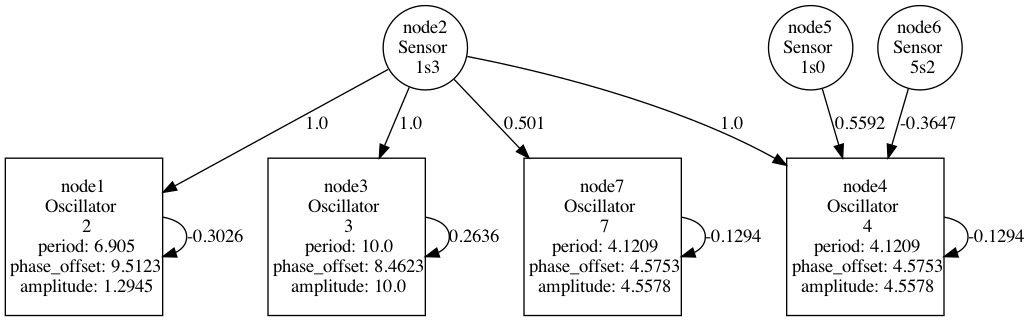 node2
Sensor
1s3
node5
Sensor
1s0
node6
Sensor
5s2
1.0
1.0
0.501
1.0
0.5592
-0.3647
node1
Oscillator
2
period: 6.905
phase_offset: 9.5123
amplitude: 1.2945
-0.3026
node3
Oscillator
3
period: 10.0
phase_offset: 8.4623
amplitude: 10.0
0.2636
node7
Oscillator
7
period: 4.1209
phase_offset: 4.5753
amplitude: 4.5578
-0.1294
node4
Oscillator
4
period: 4.1209
phase_offset: 4.5753
amplitude: 4.5578
-0.1294